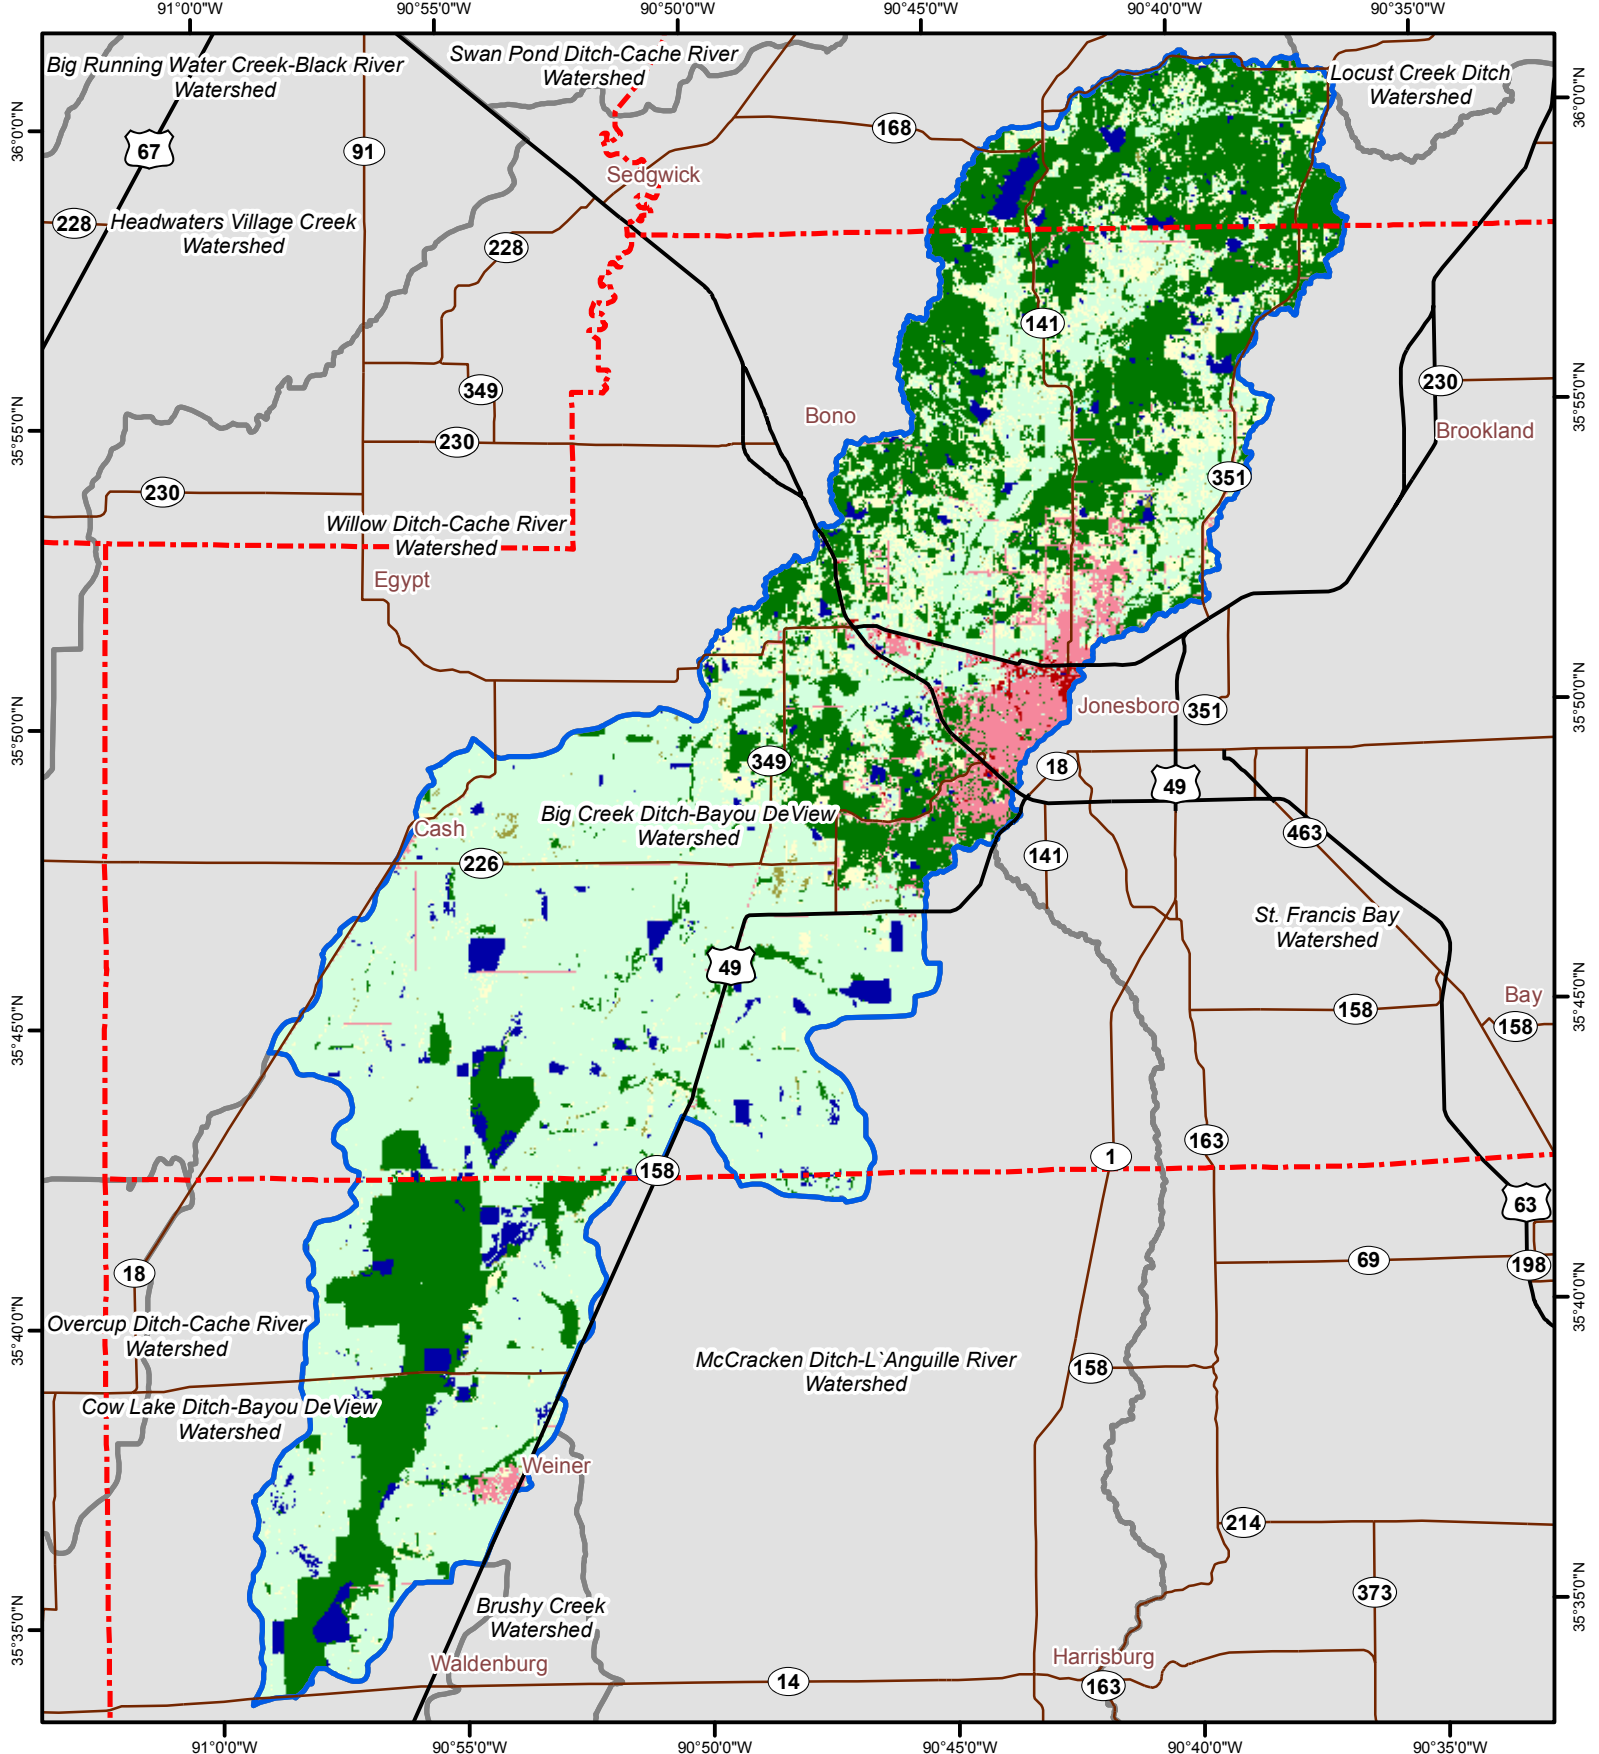 91°0'0"W
90°55'0"W
90°50'0"W
90°45'0"W
90°40'0"W
90°35'0"W
Big Running Water Creek-Black River
Watershed
Swan Pond Ditch-Cache River
Watershed
Locust Creek Ditch
Watershed
36°0'0"N
36°0'0"N
67
91
168
Sedgwick
228
Headwaters Village Creek
Watershed
228
141
349
230
Bono
Brookland
35°55'0"N
35°55'0"N
230
351
230
Willow Ditch-Cache River
Watershed
Egypt
35°50'0"N
35°50'0"N
Jonesboro
351
349
18
49
Big Creek Ditch-Bayou DeView
Watershed
Cash
463
226
141
St. Francis Bay
Watershed
49
Bay
158
158
35°45'0"N
35°45'0"N
163
1
158
63
69
198
18
35°40'0"N
35°40'0"N
Overcup Ditch-Cache River
Watershed
McCracken Ditch-L`Anguille River
Watershed
158
Cow Lake Ditch-Bayou DeView
Watershed
Weiner
214
373
Brushy Creek
Watershed
35°35'0"N
35°35'0"N
Waldenburg
Harrisburg
14
163
91°0'0"W
90°55'0"W
90°50'0"W
90°45'0"W
90°40'0"W
90°35'0"W